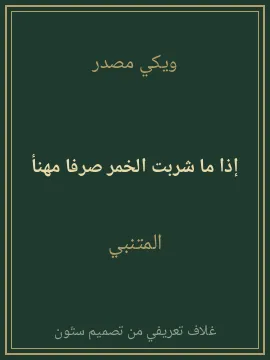 ويكي مصدر
إذا ما شربت الخمر صرفا مهنأ
المتنبي
غلاف تعريفي من تصميم سثون